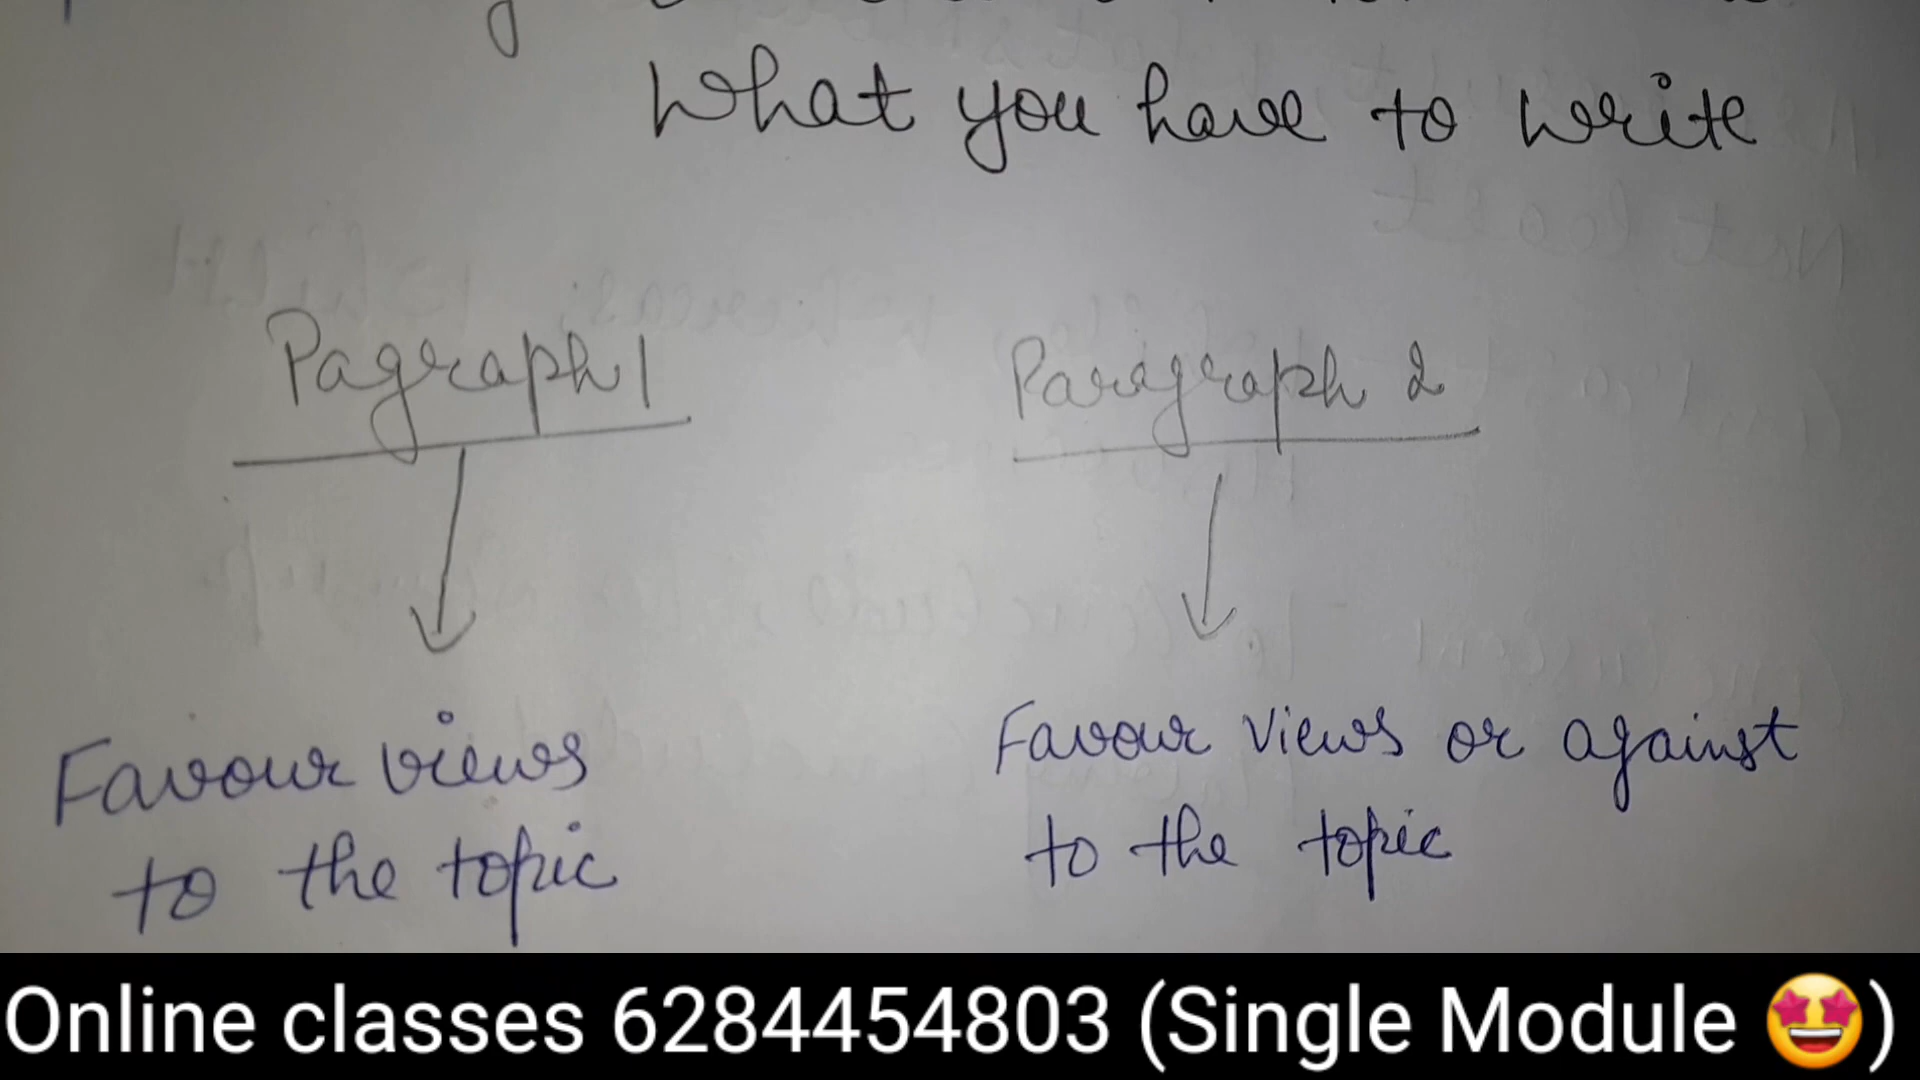 What you have to write
Pagraph 1
Paragraph 2
Favour views
to the topic
Favour views or against
to the topic
Online classes 6284454803 (Single Module 🤩)